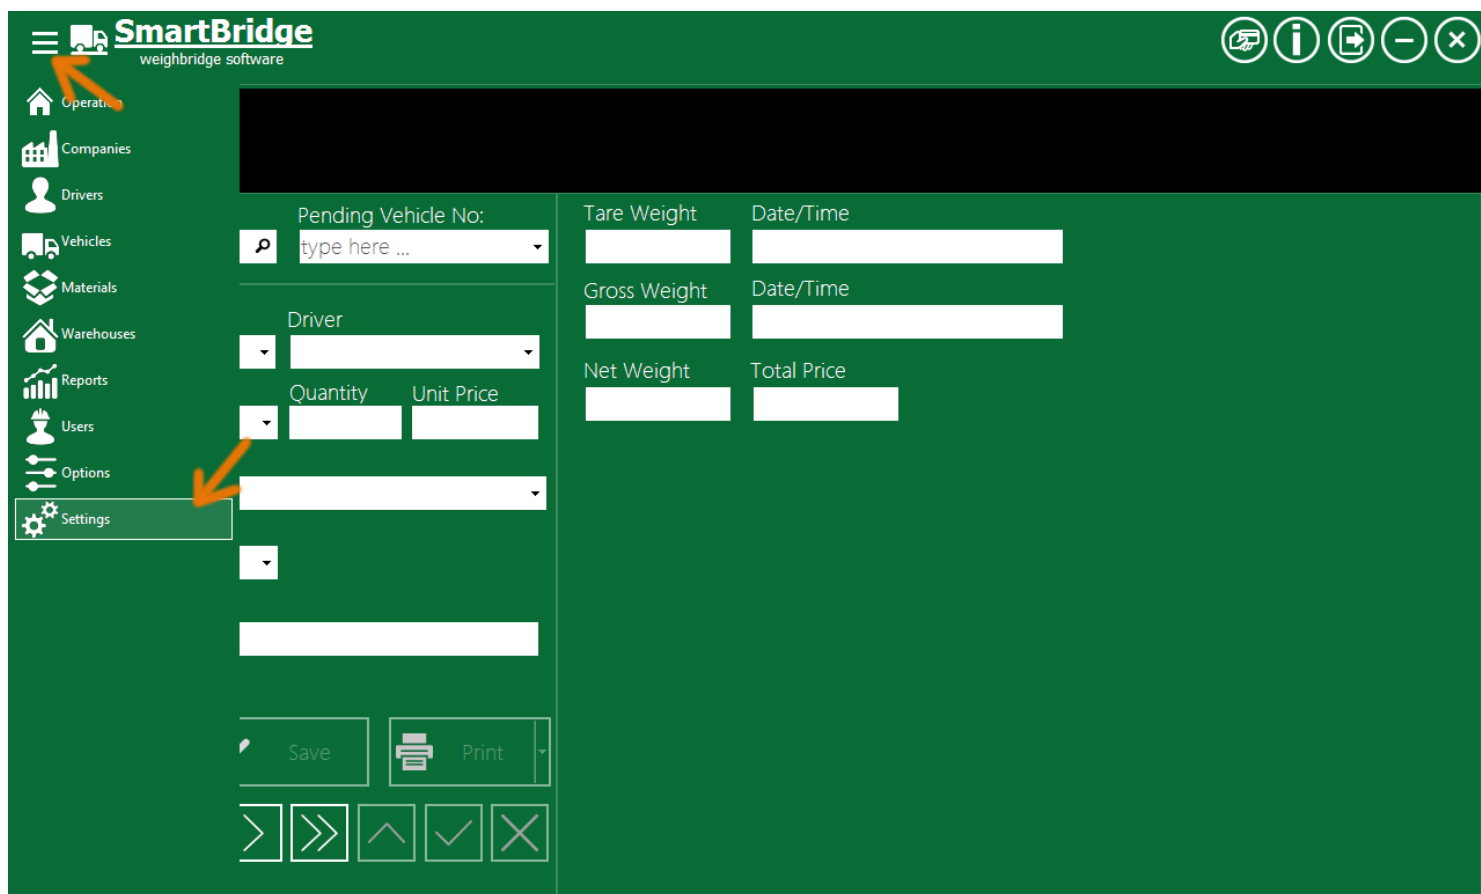 SmartBridge
weighbridge software
Operation
Companies
Drivers
Vehicles
Materials
Warehouses
Reports
Users
Options
Settings
Pending Vehicle No:
type here ...
Driver
Quantity Unit Price
Save Print
Tare Weight Date/Time
Gross Weight Date/Time
Net Weight Total Price